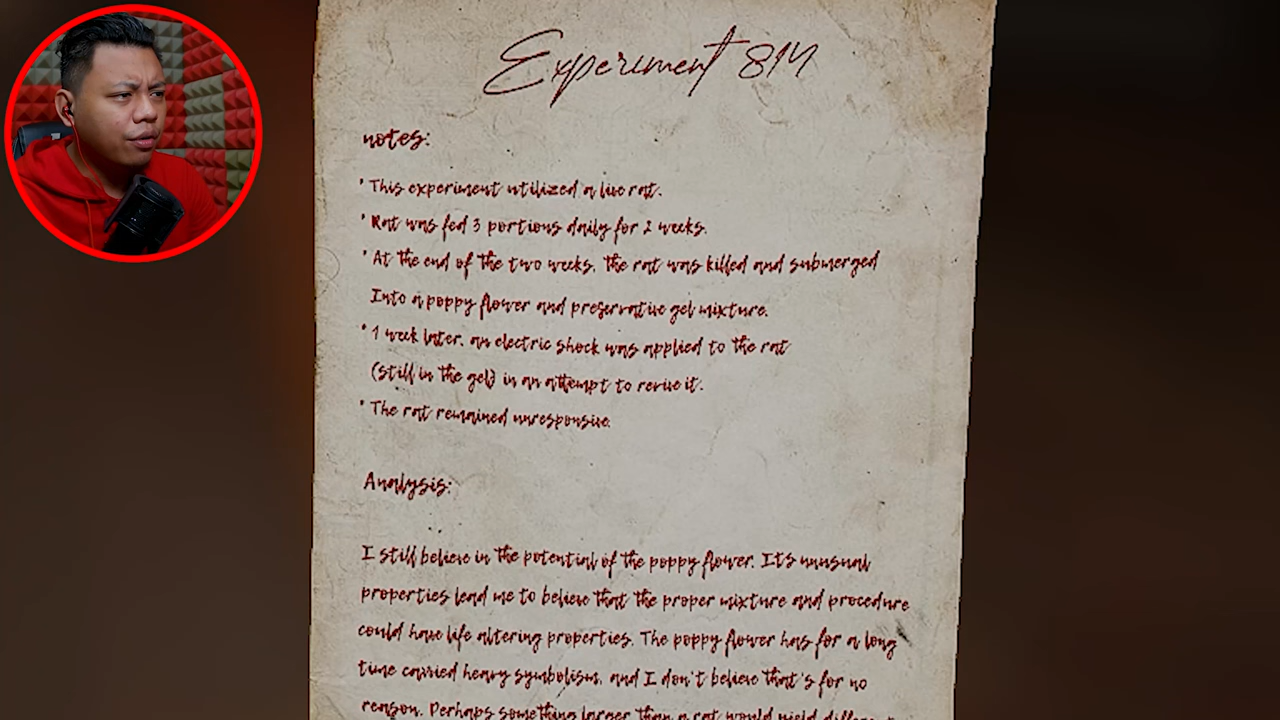 Experiment 814
notes:
* This experiment utilized a live rat.
* Rat was fed 3 portions daily for 2 weeks.
* At the end of the two weeks, the rat was killed and submerged
Into a poppy flower and preservative gel mixture.
* 1 week later, an electric shock was applied to the rat
(still in the gel) in an attempt to revive it.
* The rat remained unresponsive.
Analysis:
I still believe in the potential of the poppy flower. Its unusual
properties lead me to believe that the proper mixture and procedure
could have life altering properties. The poppy flower has for a long
time carried heavy symbolism, and I don't believe that's for no
reason. Perhaps something larger than a rat would yield different